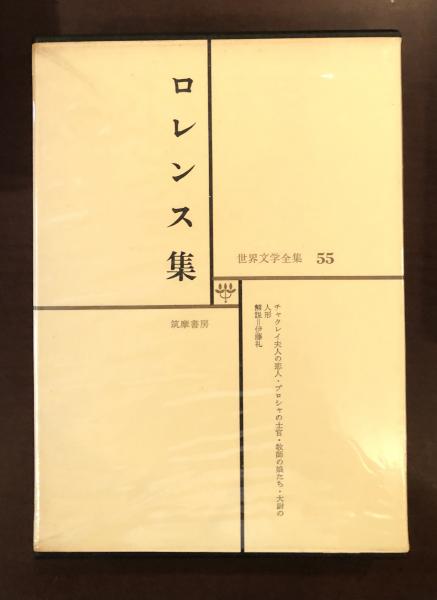 ロレンス集
世界文学全集 55
チャタレイ夫人の恋人・プロシャの士官・牧師の娘たち・大尉の
人形
解説=伊藤礼
筑摩書房